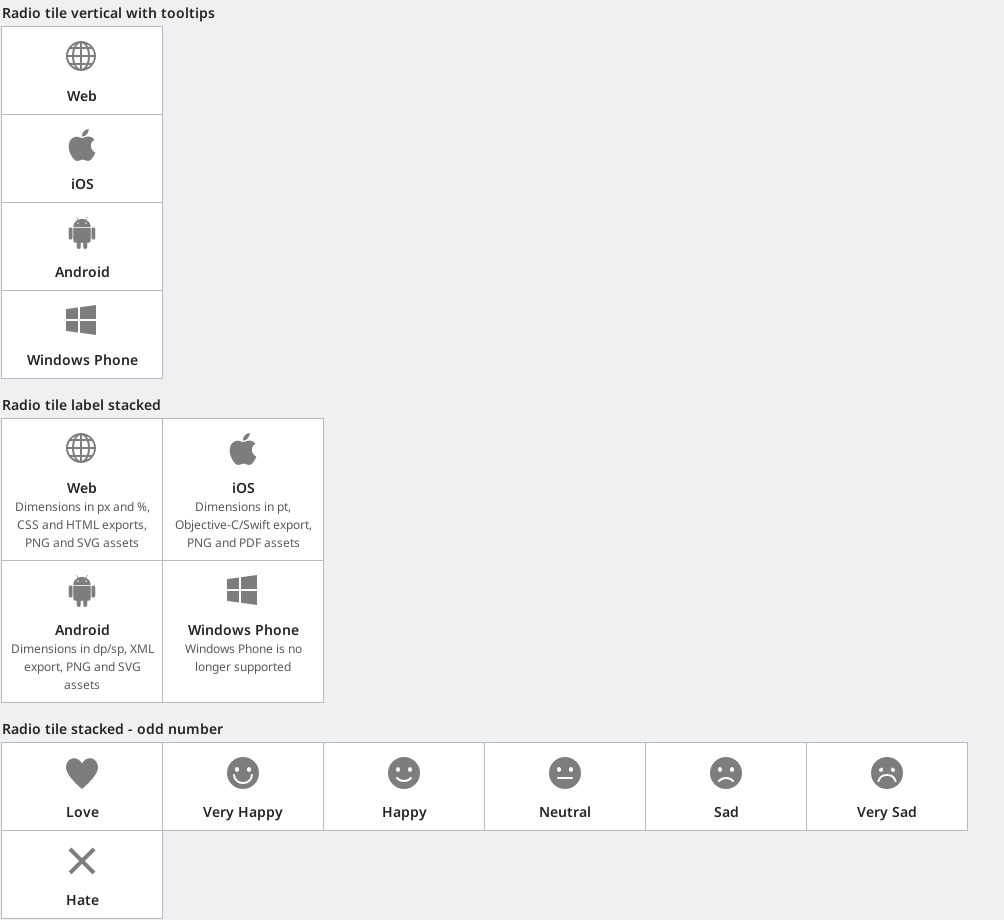 Radio tile vertical with tooltips
Web
iOS
Android
Windows Phone
Radio tile label stacked
Web
Dimensions in px and %,
CSS and HTML exports,
PNG and SVG assets
iOS
Dimensions in pt,
Objective-C/Swift export,
PNG and PDF assets
Android
Dimensions in dp/sp, XML
export, PNG and SVG
assets
Windows Phone
Windows Phone is no
longer supported
Radio tile stacked - odd number
Love
Very Happy
Happy
Neutral
Sad
Very Sad
Hate